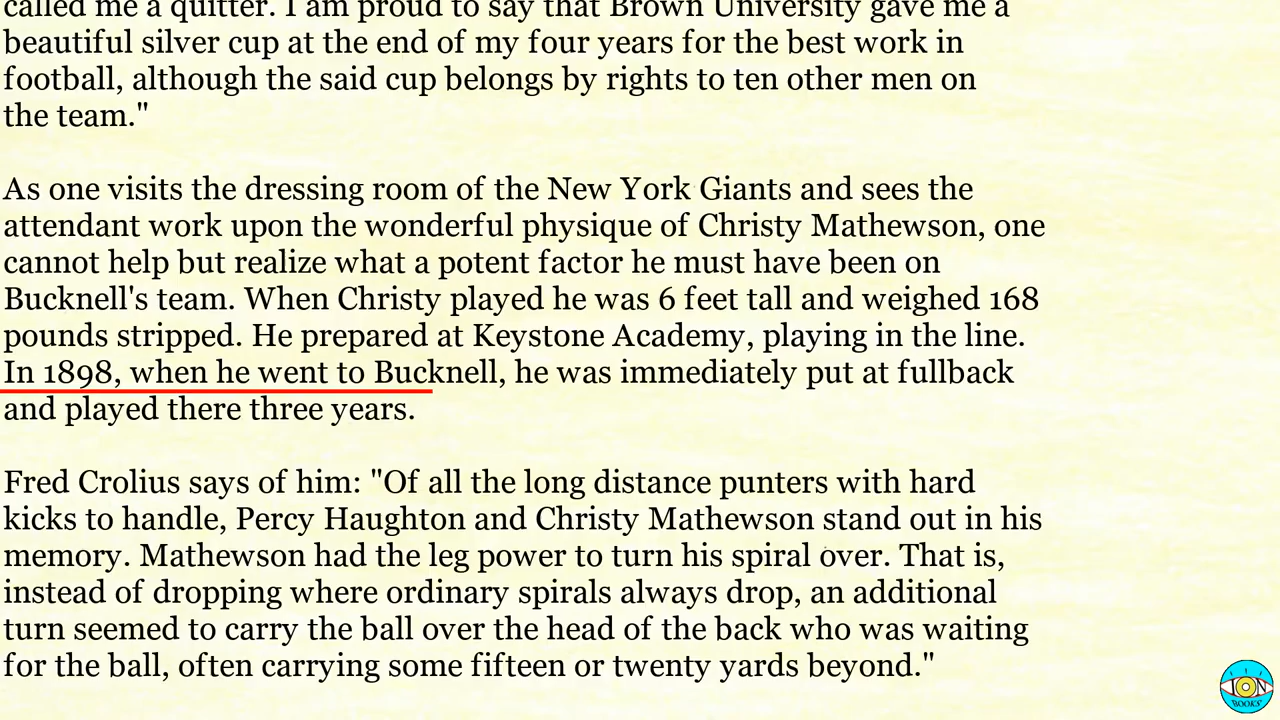 called me a quitter. I am proud to say that Brown University gave me a
beautiful silver cup at the end of my four years for the best work in
football, although the said cup belongs by rights to ten other men on
the team."
As one visits the dressing room of the New York Giants and sees the
attendant work upon the wonderful physique of Christy Mathewson, one
cannot help but realize what a potent factor he must have been on
Bucknell's team. When Christy played he was 6 feet tall and weighed 168
pounds stripped. He prepared at Keystone Academy, playing in the line.
In 1898, when he went to Bucknell, he was immediately put at fullback
and played there three years.
Fred Crolius says of him: "Of all the long distance punters with hard
kicks to handle, Percy Haughton and Christy Mathewson stand out in his
memory. Mathewson had the leg power to turn his spiral over. That is,
instead of dropping where ordinary spirals always drop, an additional
turn seemed to carry the ball over the head of the back who was waiting
for the ball, often carrying some fifteen or twenty yards beyond."
ION
BOOKS